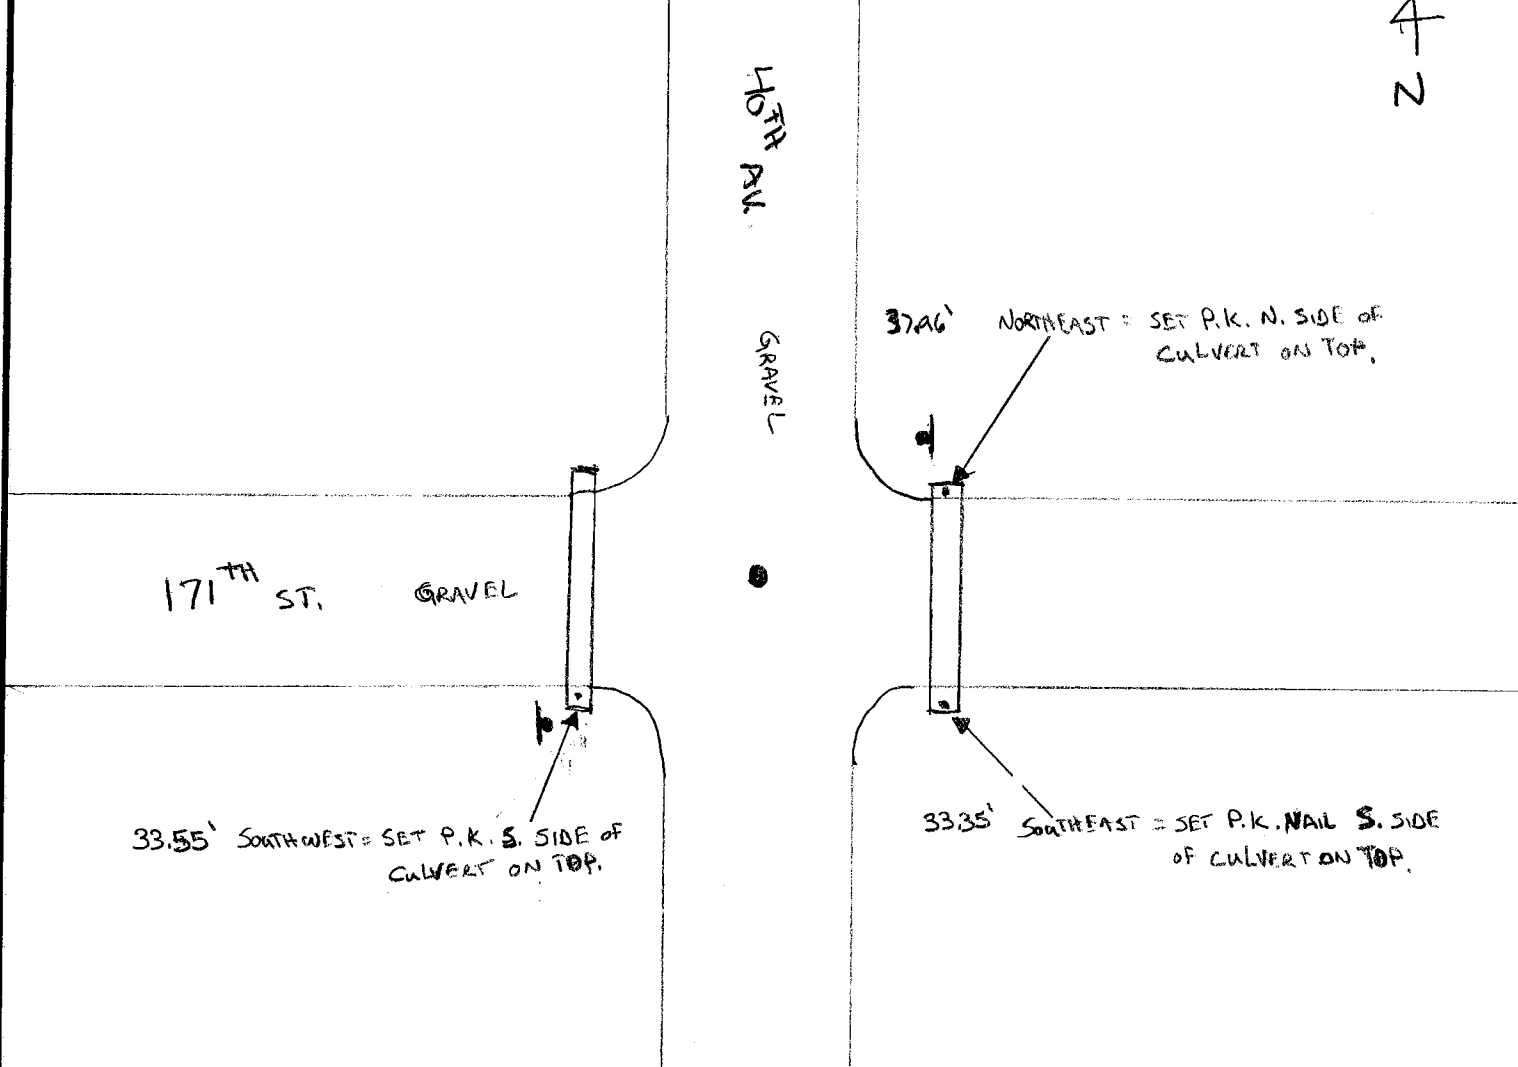 N
40TH AV.
GRAVEL
37.96' NORTHEAST = SET P.K. N. SIDE OF
CULVERT ON TOP.
171TH ST. GRAVEL
33.55' SOUTHWEST = SET P.K. S. SIDE OF
CULVERT ON TOP.
33.35' SOUTHEAST = SET P.K. NAIL S. SIDE
OF CULVERT ON TOP.